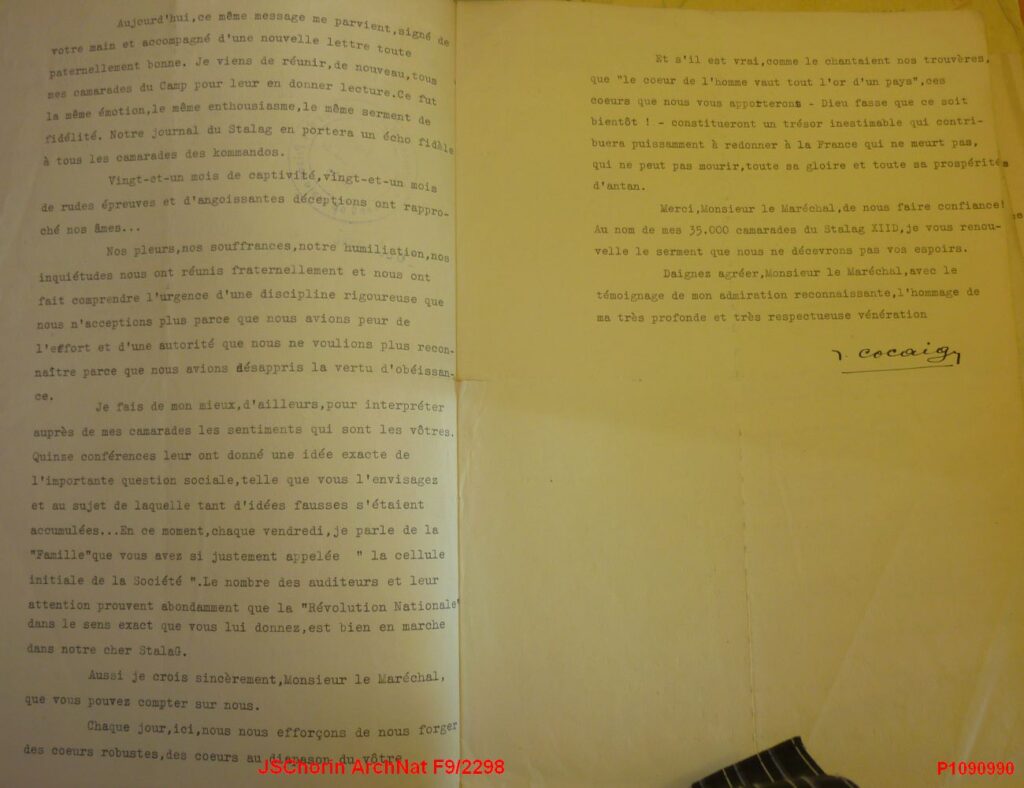 Aujourd'hui,ce même message me parvient,signé de
votre main et accompagné d'une nouvelle lettre toute
paternellement bonne. Je viens de réunir,de nouveau,tous
mes camarades du Camp pour leur en donner lecture.Ce fut
la même émotion,le même enthousiasme,le même serment de
fidélité. Notre journal du Stalag en portera un écho fidèle
à tous les camarades des kommandos.
Vingt-et-un mois de captivité,vingt-et-un mois
de rudes épreuves et d'angoissantes déceptions ont rappro-
ché nos âmes...
Nos pleurs,nos souffrances,notre humiliation,nos
inquiétudes nous ont réunis fraternellement et nous ont
fait comprendre l'urgence d'une discipline rigoureuse que
nous n'acceptions plus parce que nous avions peur de
l'effort et d'une autorité que nous ne voulions plus recon-
naître parce que nous avions désappris la vertu d'obéissan-
ce.
Je fais de mon mieux,d'ailleurs,pour interpréter
auprès de mes camarades les sentiments qui sont les vôtres.
Quinze conférences leur ont donné une idée exacte de
l'importante question sociale,telle que vous l'envisagez
et au sujet de laquelle tant d'idées fausses s'étaient
accumulées...En ce moment,chaque vendredi,je parle de la
"Famille"que vous avez si justement appelée " la cellule
initiale de la Société ".Le nombre des auditeurs et leur
attention prouvent abondamment que la "Révolution Nationale"
dans le sens exact que vous lui donnez,est bien en marche
dans notre cher StalaG.
Aussi je crois sincèrement,Monsieur le Maréchal,
que vous pouvez compter sur nous.
Chaque jour,ici,nous nous efforçons de nous forger
des coeurs robustes,des coeurs au diapason du vôtre
Et s'il est vrai,comme le chantaient nos trouvères,
que "le coeur de l'homme vaut tout l'or d'un pays",ces
coeurs que nous vous apporterons - Dieu fasse que ce soit
bientôt ! - constitueront un trésor inestimable qui contri-
buera puissamment à redonner à la France qui ne meurt pas,
qui ne peut pas mourir,toute sa gloire et toute sa prospérités
d'antan.
Merci,Monsieur le Maréchal,de nous faire confiance!
Au nom de mes 35.000 camarades du Stalag XIIID,je vous renou-
velle le serment que nous ne décevrons pas vos espoirs.
Daignez agréer,Monsieur le Maréchal,avec le
témoignage de mon admiration reconnaissante,l'hommage de
ma très profonde et très respectueuse vénération
cocaign
JSChorin ArchNat F9/2298
P1090990